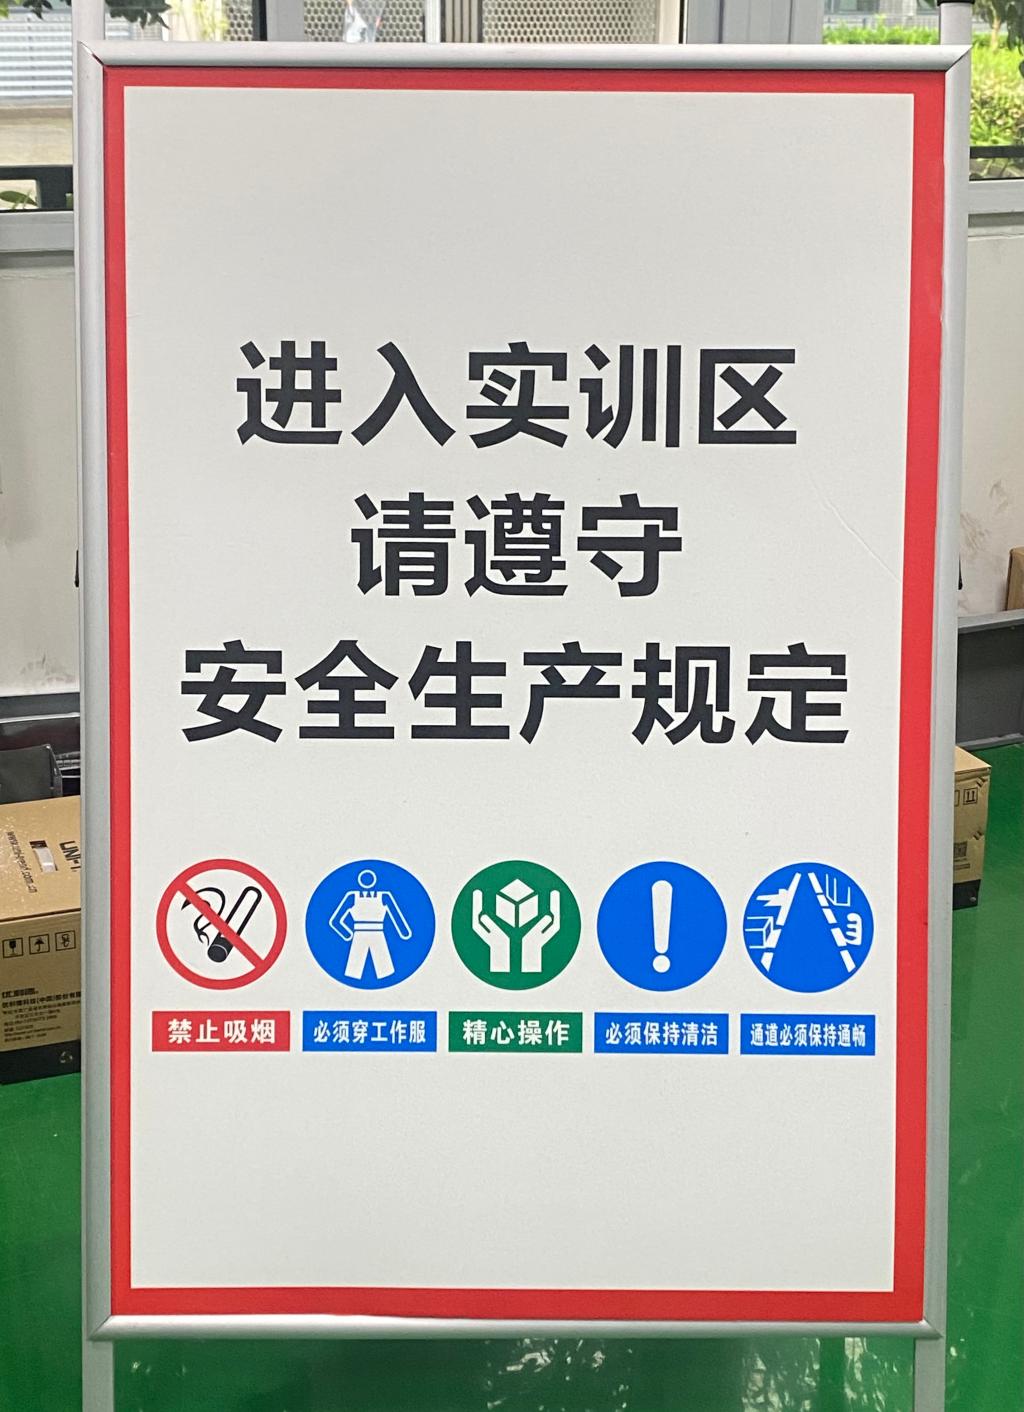 进入实训区
请遵守
安全生产规定
禁止吸烟
必须穿工作服
精心操作
必须保持清洁
通道必须保持通畅